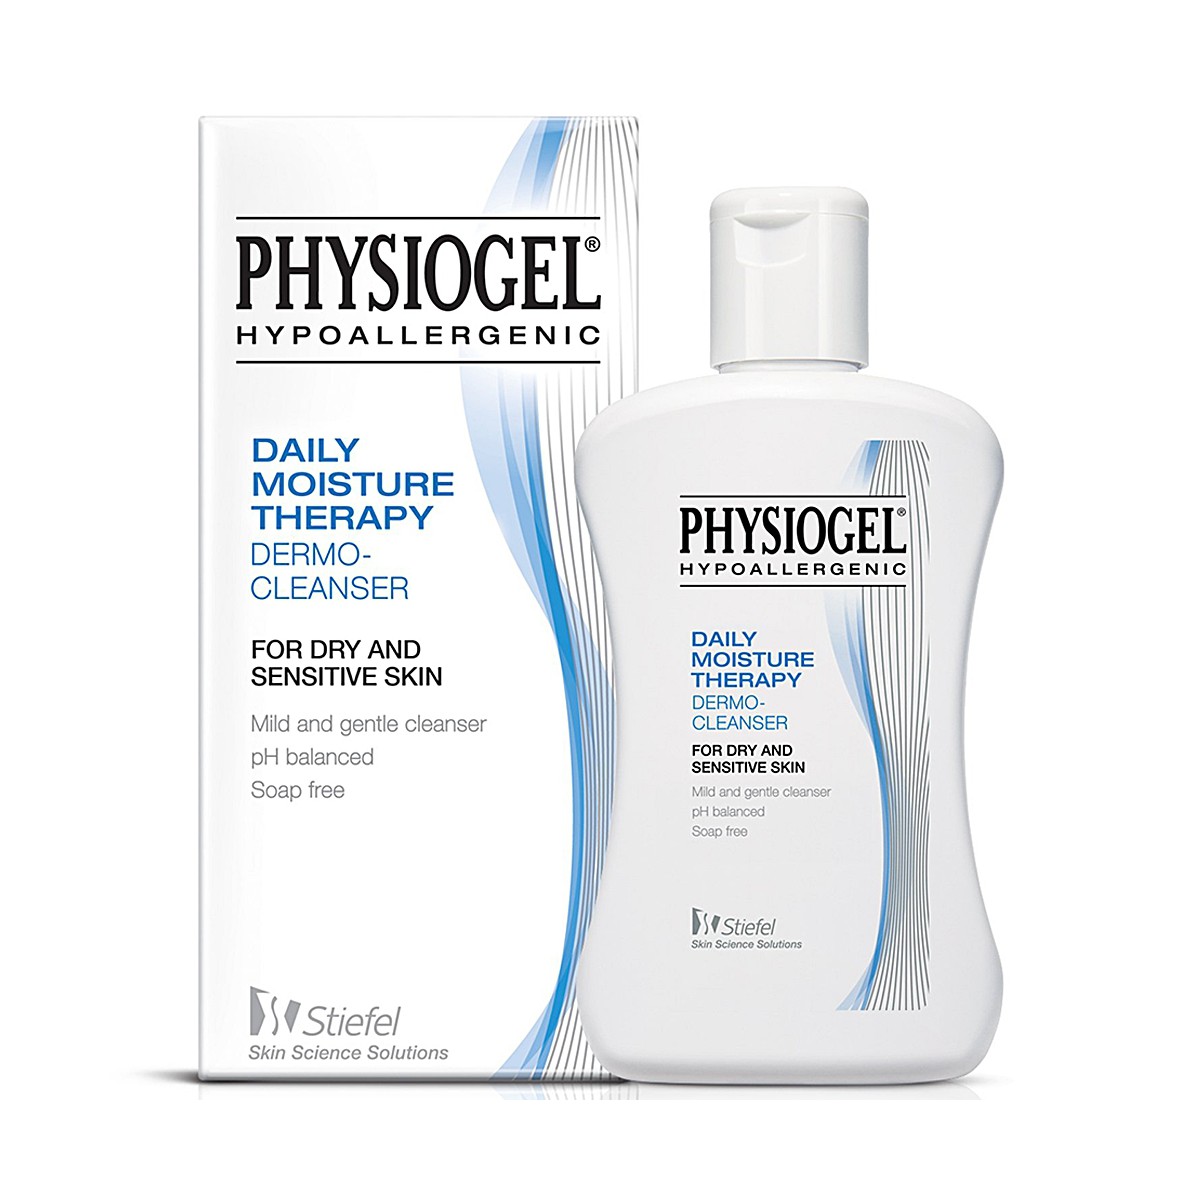 PHYSIOGEL®
HYPOALLERGENIC
DAILY
MOISTURE
THERAPY
DERMO-
CLEANSER
FOR DRY AND
SENSITIVE SKIN
Mild and gentle cleanser
pH balanced
Soap free
Stiefel
Skin Science Solutions
PHYSIOGEL®
HYPOALLERGENIC
DAILY
MOISTURE
THERAPY
DERMO-
CLEANSER
FOR DRY AND
SENSITIVE SKIN
Mild and gentle cleanser
pH balanced
Soap free
Stiefel
Skin Science Solutions